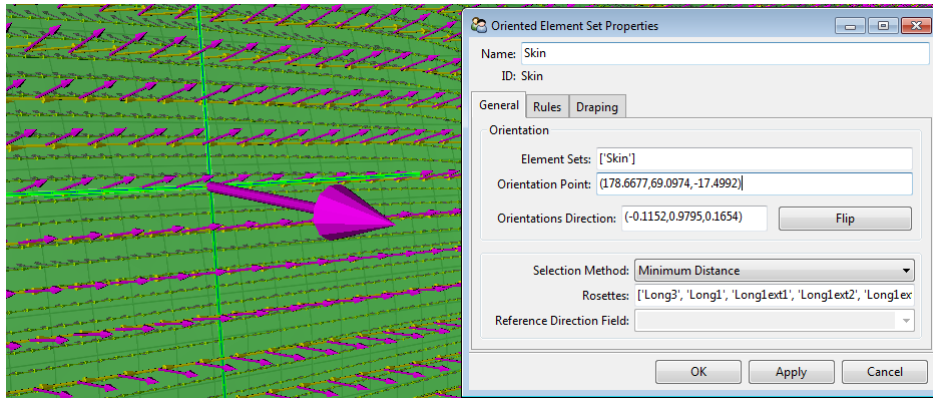 Oriented Element Set Properties
Name: Skin
ID: Skin
General Rules Draping
Orientation
Element Sets: ['Skin']
Orientation Point: (178.6677,69.0974,-17.4992)
Orientations Direction: (-0.1152,0.9795,0.1654) Flip
Selection Method: Minimum Distance
Rosettes: ['Long3', 'Long1', 'Long1ext1', 'Long1ext2', 'Long1ex
Reference Direction Field:
OK Apply Cancel